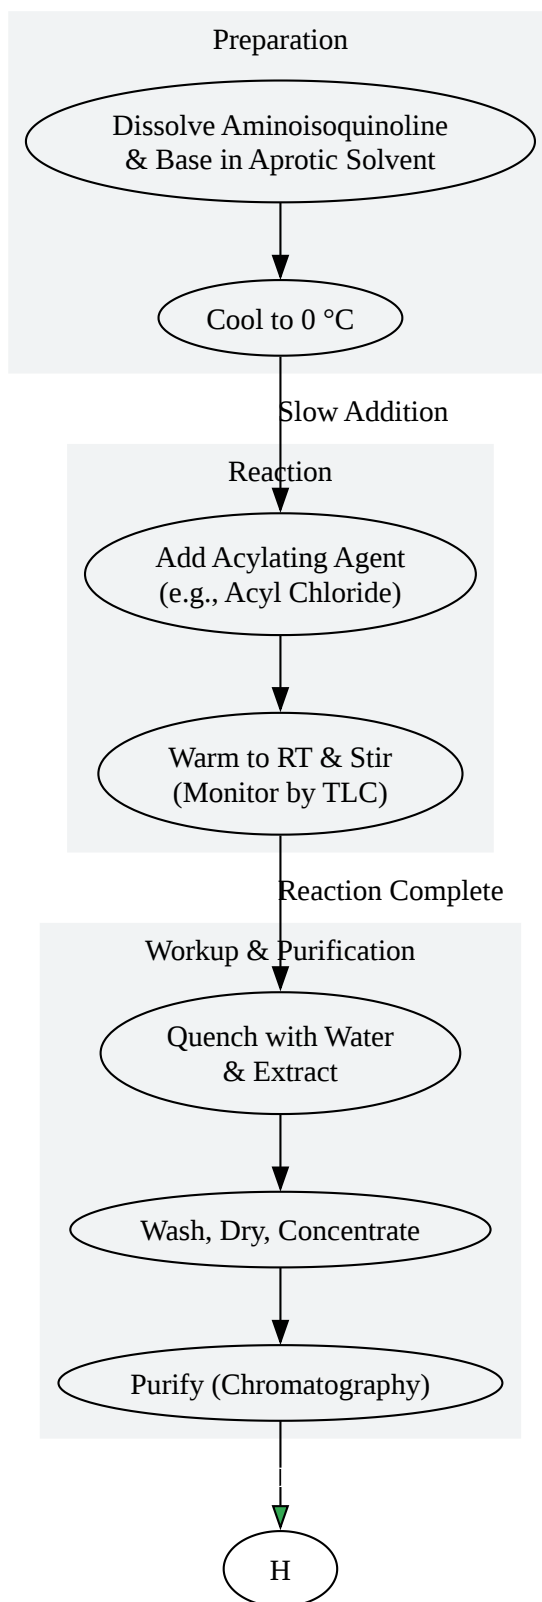 Preparation
Dissolve Aminoisoquinoline
& Base in Aprotic Solvent
Cool to 0 °C
Slow Addition
Reaction
Add Acylating Agent
(e.g., Acyl Chloride)
Warm to RT & Stir
(Monitor by TLC)
Reaction Complete
Workup & Purification
Quench with Water
& Extract
Wash, Dry, Concentrate
Purify (Chromatography)
H